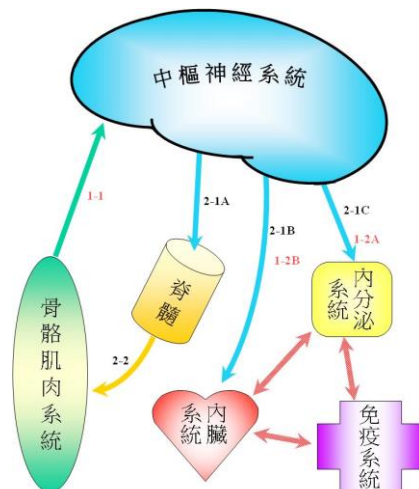 中樞神經系統
1-1
2-1A
2-1B
1-2B
2-1C
1-2A
脊髓
內分泌
系統
骨骼肌肉系統
2-2
內臟
系統
免疫系統